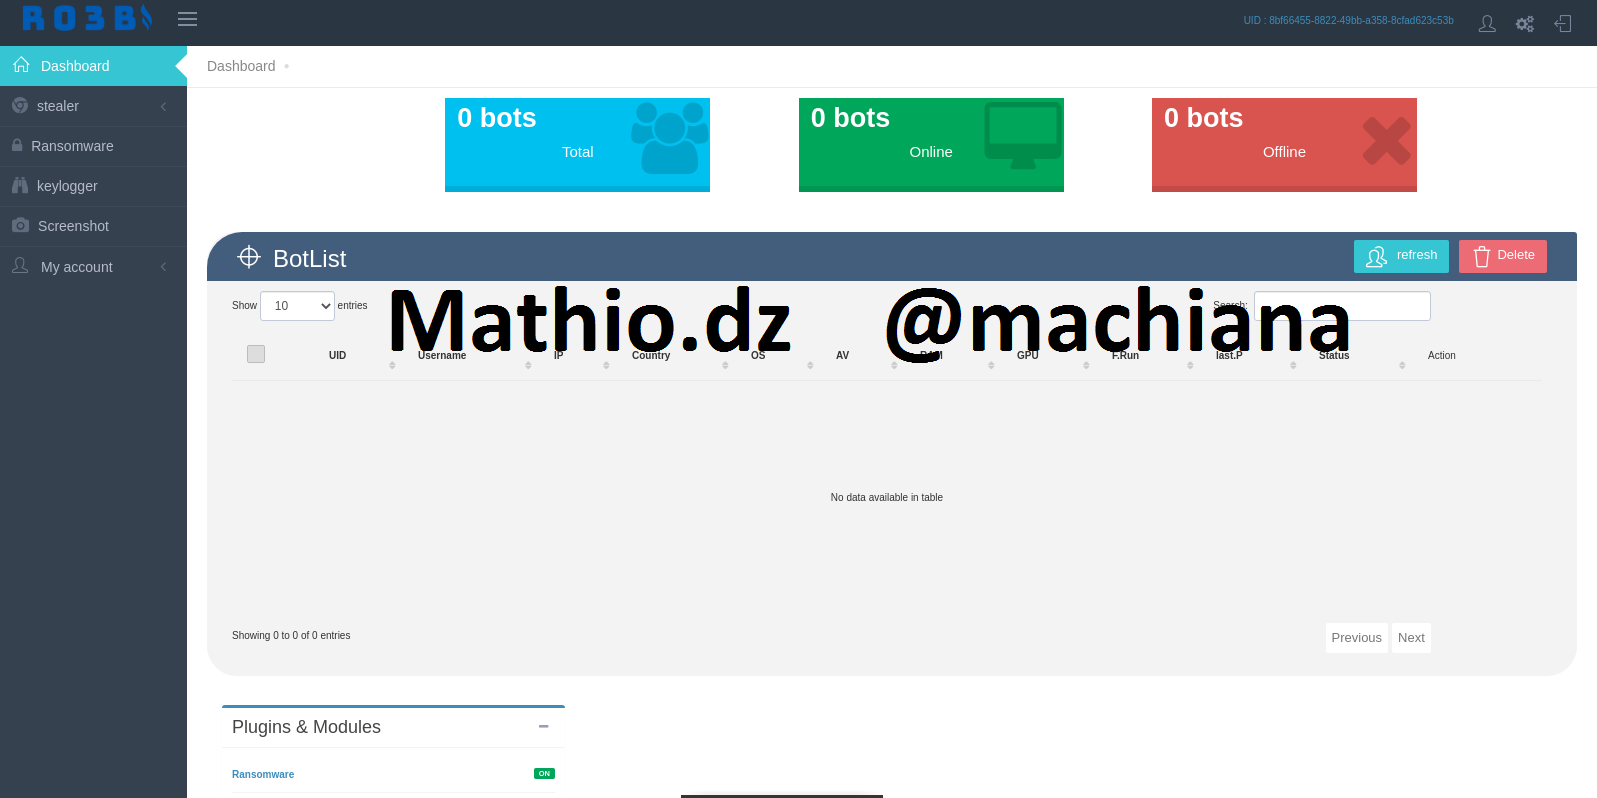 RO3B
UID : 8bf66455-8822-49bb-a358-8cfad623c53b
Dashboard
stealer
Ransomware
keylogger
Screenshot
My account
Dashboard
0 bots
Total
0 bots
Online
0 bots
Offline
BotList
refresh
Delete
Show 10 entries
Search:
Mathio.dz @machiana
UID Username IP Country OS AV RAM GPU F.Run last.P Status Action
No data available in table
Showing 0 to 0 of 0 entries
Previous Next
Plugins & Modules
Ransomware ON